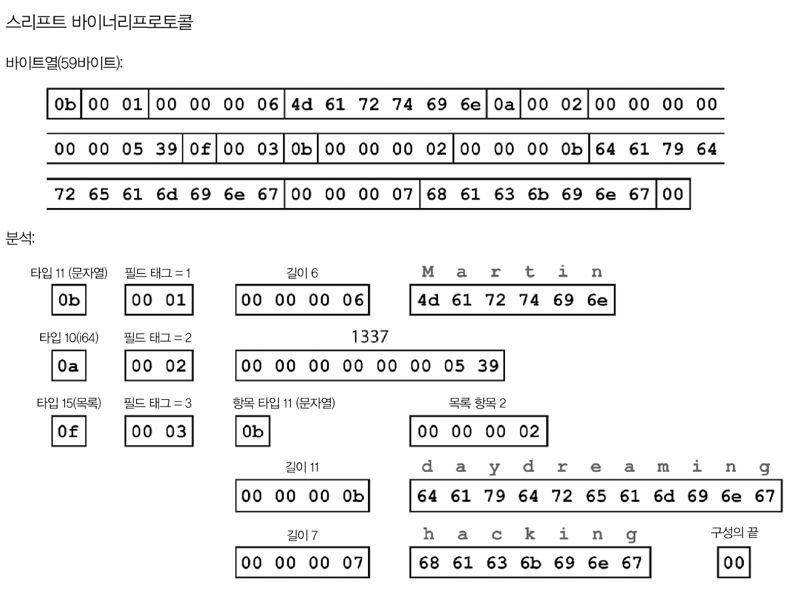 스리프트 바이너리프로토콜
바이트열(59바이트):
0b 00 01 00 00 00 06 4d 61 72 74 69 6e 0a 00 02 00 00 00 00
00 00 05 39 0f 00 03 0b 00 00 00 02 00 00 00 0b 64 61 79 64
72 65 61 6d 69 6e 67 00 00 00 07 68 61 63 6b 69 6e 67 00
분석:
타입 11 (문자열) 필드 태그 = 1 길이 6 M a r t i n
0b 00 01 00 00 00 06 4d 61 72 74 69 6e
타입 10(i64) 필드 태그 = 2 1337
0a 00 02 00 00 00 00 00 00 05 39
타입 15(목록) 필드 태그 = 3 항목 타입 11 (문자열) 목록 항목 2
0f 00 03 0b 00 00 00 02
길이 11 d a y d r e a m i n g
00 00 00 0b 64 61 79 64 72 65 61 6d 69 6e 67
길이 7 h a c k i n g 구성의 끝
00 00 00 07 68 61 63 6b 69 6e 67 00